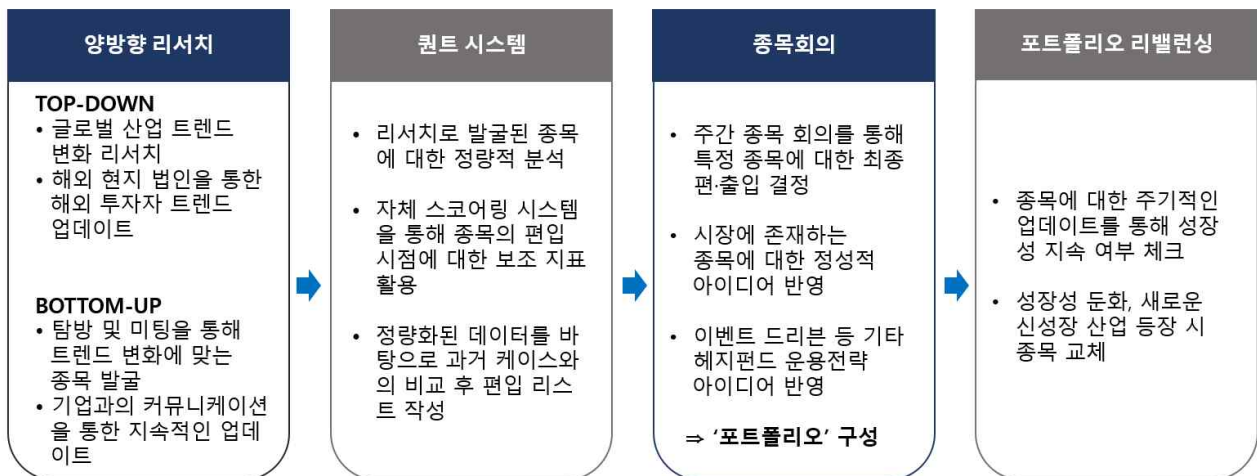 양방향 리서치
TOP-DOWN
• 글로벌 산업 트렌드
변화 리서치
• 해외 현지 법인을 통한
해외 투자자 트렌드
업데이트
BOTTOM-UP
• 탐방 및 미팅을 통해
트렌드 변화에 맞는
종목 발굴
• 기업과의 커뮤니케이션
을 통한 지속적인 업데
이트
퀀트 시스템
• 리서치로 발굴된 종목
에 대한 정량적 분석
• 자체 스코어링 시스템
을 통해 종목의 편입
시점에 대한 보조 지표
활용
• 정량화된 데이터를 바
탕으로 과거 케이스와
의 비교 후 편입 리스
트 작성
종목회의
• 주간 종목 회의를 통해
특정 종목에 대한 최종
편·출입 결정
• 시장에 존재하는
종목에 대한 정성적
아이디어 반영
• 이벤트 드리븐 등 기타
헤지펀드 운용전략
아이디어 반영
⇒ ‘포트폴리오’ 구성
포트폴리오 리밸런싱
• 종목에 대한 주기적인
업데이트를 통해 성장
성 지속 여부 체크
• 성장성 둔화, 새로운
신성장 산업 등장 시
종목 교체